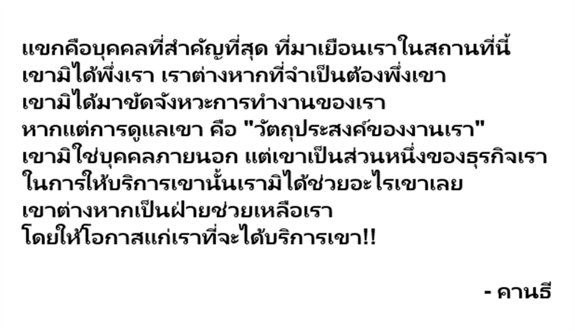 แขกคือบุคคลที่สำคัญที่สุด ที่มาเยือนเราในสถานที่นี้
เขามิได้พึ่งเรา เราต่างหากที่จำเป็นต้องพึ่งเขา
เขามิได้มาขัดจังหวะการทำงานของเรา
หากแต่การดูแลเขา คือ "วัตถุประสงค์ของงานเรา"
เขามิใช่บุคคลภายนอก แต่เขาเป็นส่วนหนึ่งของธุรกิจเรา
ในการให้บริการเขานั้นเรามิได้ช่วยอะไรเขาเลย
เขาต่างหากเป็นฝ่ายช่วยเหลือเรา
โดยให้โอกาสแก่เราที่จะได้บริการเขา!!
- คานธี